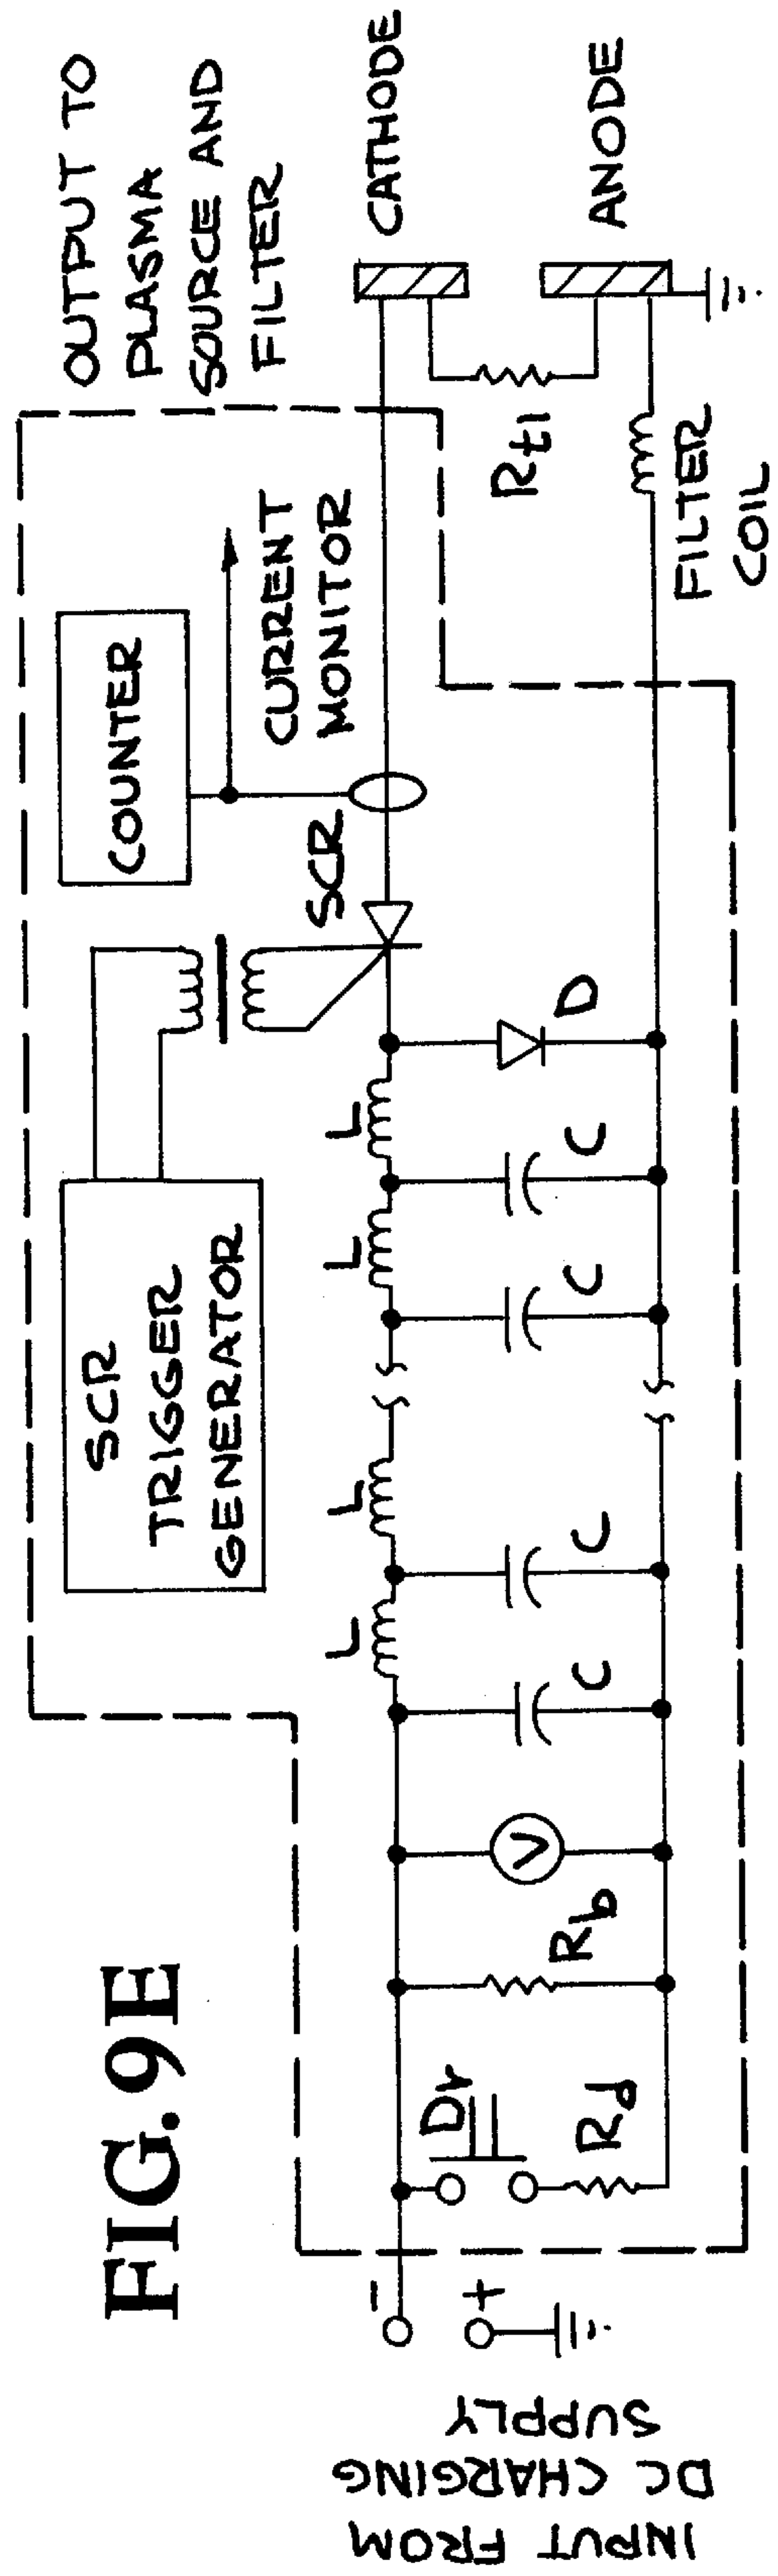 FIG. 9E
OUTPUT TO
PLASMA
SOURCE AND
FILTER
SCR
TRIGGER
GENERATOR
COUNTER
CURRENT
MONITOR
SCR
CATHODE
ANODE
Rt1
FILTER
COIL
L
L
L
L
C
C
C
C
D
V
Rb
Dr
Rd
-
+
INPUT FROM
DC CHARGING
SUPPLY